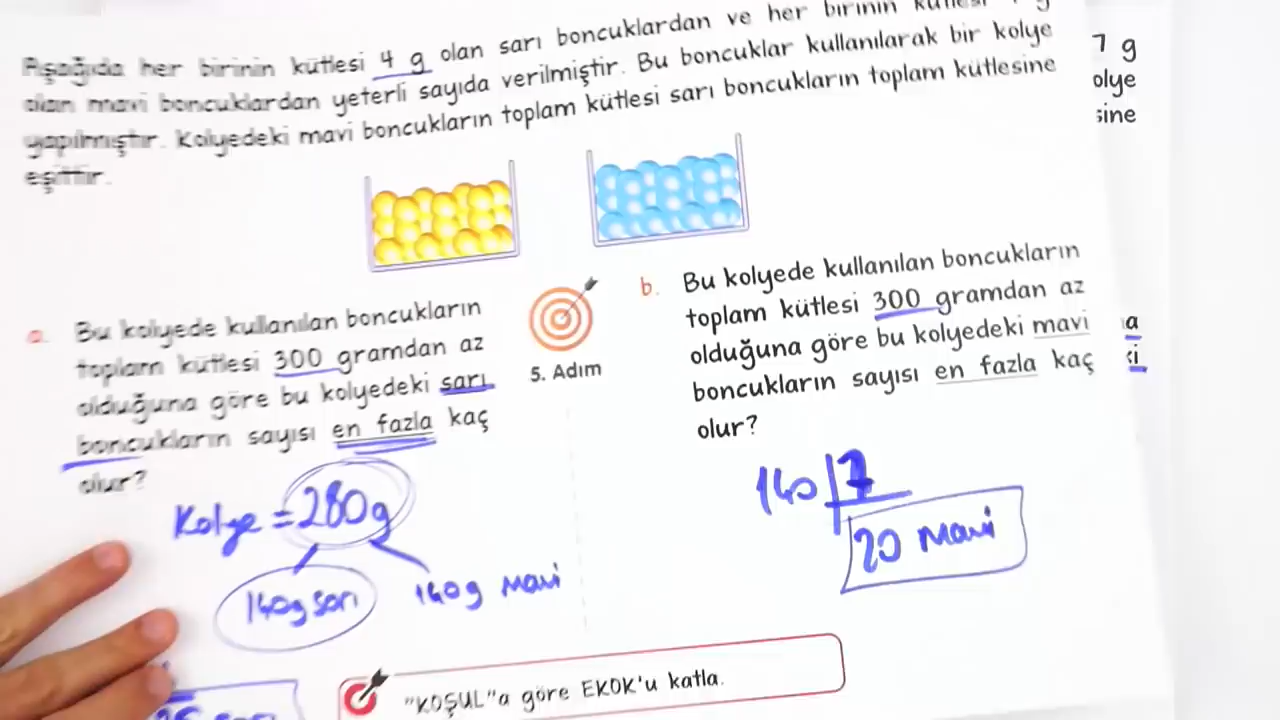 Aşağıda her birinin kütlesi 4 g olan sarı boncuklardan ve her birinin kütlesi 7 g
olan mavi boncuklardan yeterli sayıda verilmiştir. Bu boncuklar kullanılarak bir kolye
yapılmıştır. Kolyedeki mavi boncukların toplam kütlesi sarı boncukların toplam kütlesine
eşittir.
7 g
olye
sine
a. Bu kolyede kullanılan boncukların
toplam kütlesi 300 gramdan az
olduğuna göre bu kolyedeki sarı
boncukların sayısı en fazla kaç
olur?
Kolye = 280g
140g sarı
140g Mavi
5. Adım
b. Bu kolyede kullanılan boncukların
toplam kütlesi 300 gramdan az
olduğuna göre bu kolyedeki mavi
boncukların sayısı en fazla kaç
olur?
a
140 7
20 Mavi
"KOŞUL"a göre EKOK'u katla.